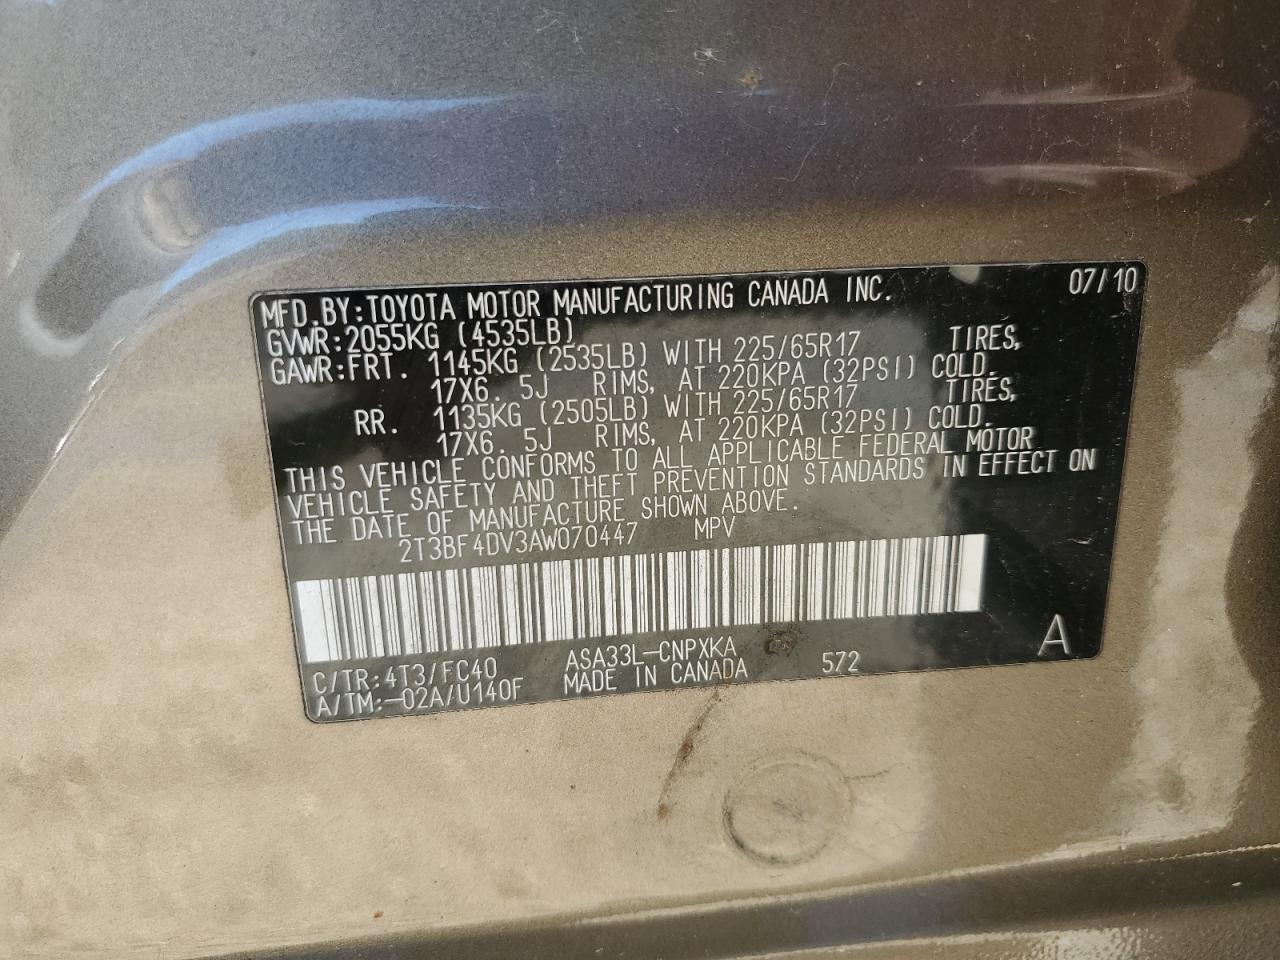 MFD.BY:TOYOTA MOTOR MANUFACTURING CANADA INC. 07/10
GVWR:2055KG (4535LB)
GAWR:FRT. 1145KG (2535LB) WITH 225/65R17 TIRES,
17X6. 5J RIMS, AT 220KPA (32PSI) COLD.
RR. 1135KG (2505LB) WITH 225/65R17 TIRES,
17X6. 5J RIMS, AT 220KPA (32PSI) COLD.
THIS VEHICLE CONFORMS TO ALL APPLICABLE FEDERAL MOTOR
VEHICLE SAFETY AND THEFT PREVENTION STANDARDS IN EFFECT ON
THE DATE OF MANUFACTURE SHOWN ABOVE.
2T3BF4DV3AW070447 MPV
C/TR:4T3/FC40 ASA33L-CNPXKA 572 A
A/TM:-02A/U140F MADE IN CANADA